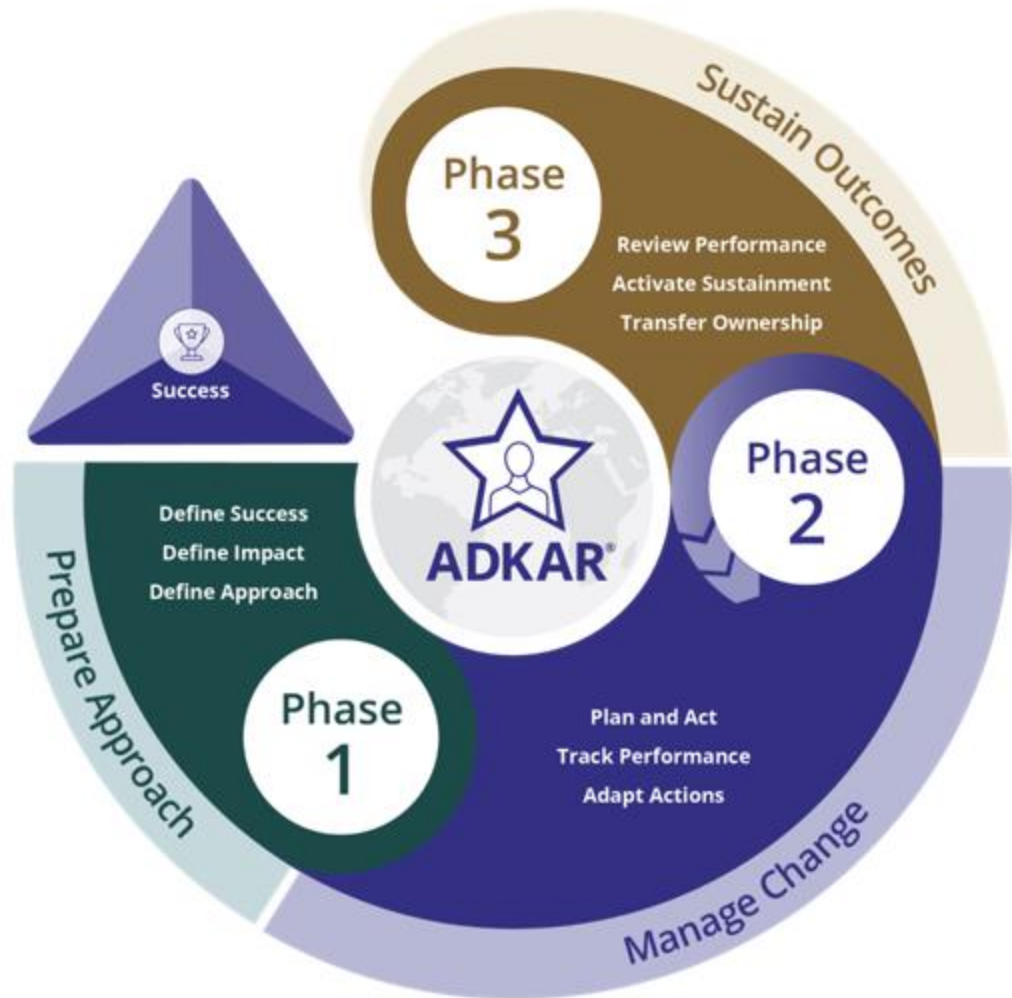 Success
Prepare Approach
Define Success
Define Impact
Define Approach
Phase
1
Manage Change
Phase
2
Plan and Act
Track Performance
Adapt Actions
Sustain Outcomes
Phase
3
Review Performance
Activate Sustainment
Transfer Ownership
ADKAR®